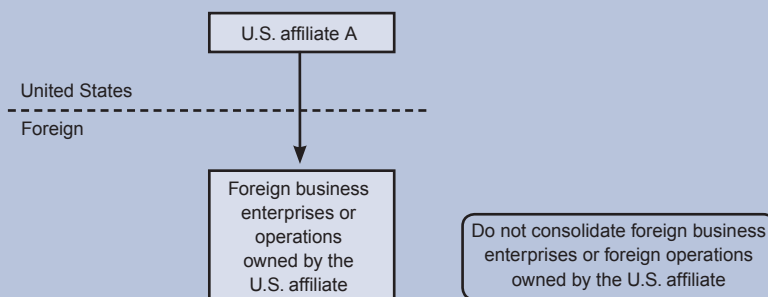 U.S. affiliate A
United States
Foreign
Foreign business
enterprises or
operations
owned by the
U.S. affiliate
Do not consolidate foreign business
enterprises or foreign operations
owned by the U.S. affiliate